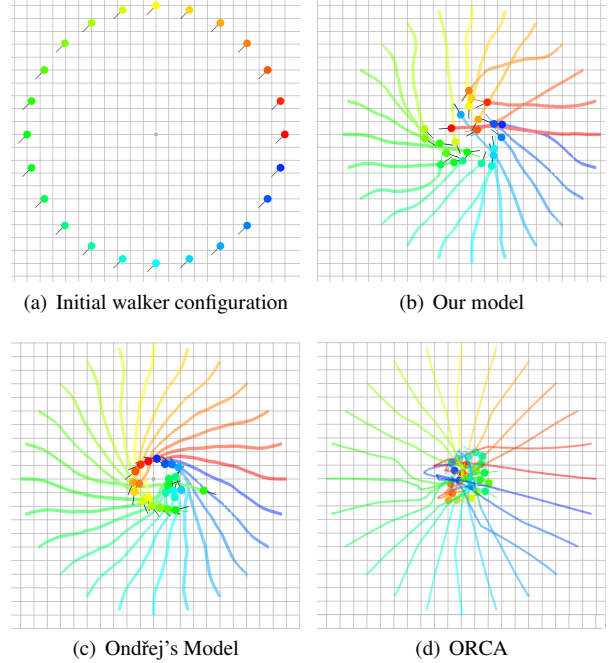 (a) Initial walker configuration
(b) Our model
(c) Ondřej's Model
(d) ORCA